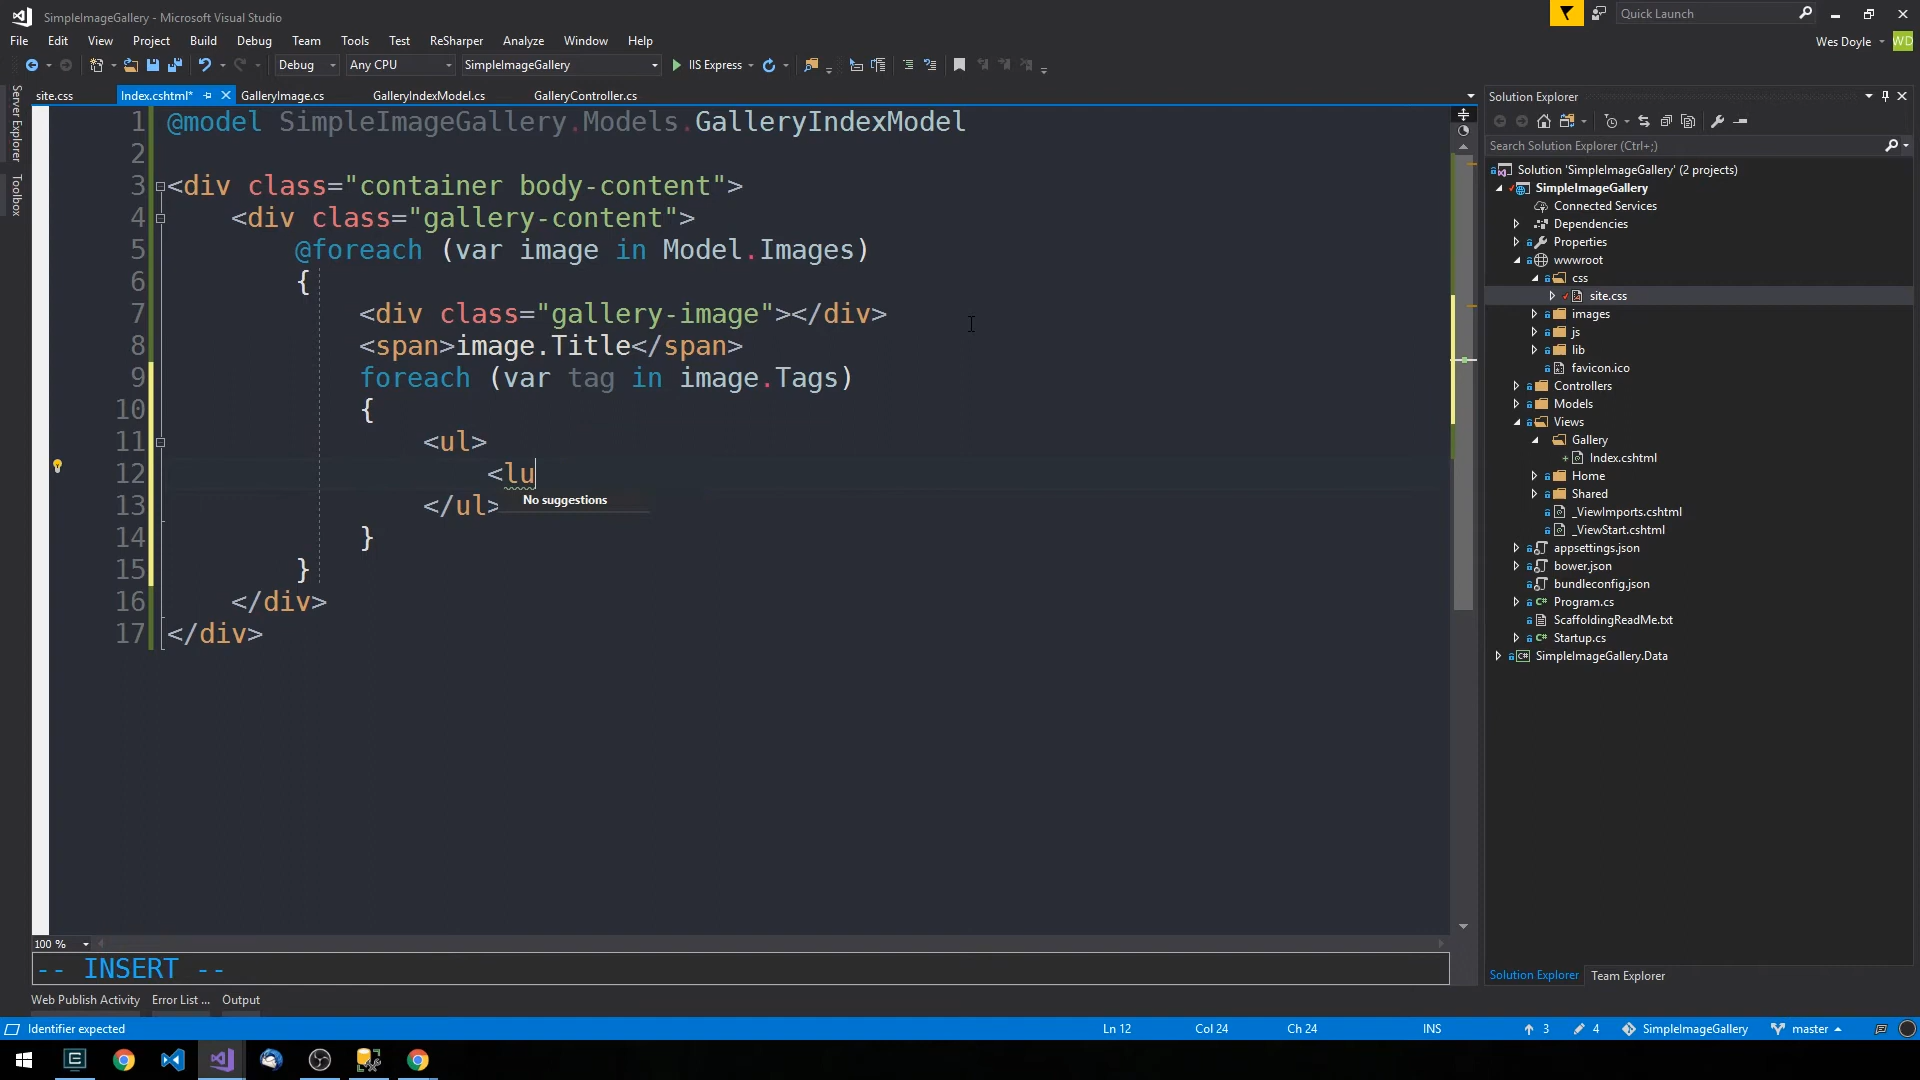 SimpleImageGallery - Microsoft Visual Studio
Quick Launch
File Edit View Project Build Debug Team Tools Test ReSharper Analyze Window Help
Wes Doyle WD
Debug Any CPU SimpleImageGallery IIS Express
Server Explorer
Toolbox
site.css Index.cshtml* GalleryImage.cs GalleryIndexModel.cs GalleryController.cs
1 @model SimpleImageGallery.Models.GalleryIndexModel
2
3 <div class="container body-content">
4 <div class="gallery-content">
5 @foreach (var image in Model.Images)
6 {
7 <div class="gallery-image"></div>
8 <span>image.Title</span>
9 foreach (var tag in image.Tags)
10 {
11 <ul>
12 <lu
No suggestions
13 </ul>
14 }
15 }
16 </div>
17 </div>
100 %
-- INSERT --
Web Publish Activity Error List ... Output
Identifier expected Ln 12 Col 24 Ch 24 INS 3 4 SimpleImageGallery master
Solution Explorer
Search Solution Explorer (Ctrl+;)
Solution 'SimpleImageGallery' (2 projects)
SimpleImageGallery
Connected Services
Dependencies
Properties
wwwroot
css
site.css
images
js
lib
favicon.ico
Controllers
Models
Views
Gallery
Index.cshtml
Home
Shared
_ViewImports.cshtml
_ViewStart.cshtml
appsettings.json
bower.json
bundleconfig.json
C# Program.cs
ScaffoldingReadMe.txt
C# Startup.cs
C# SimpleImageGallery.Data
Solution Explorer Team Explorer